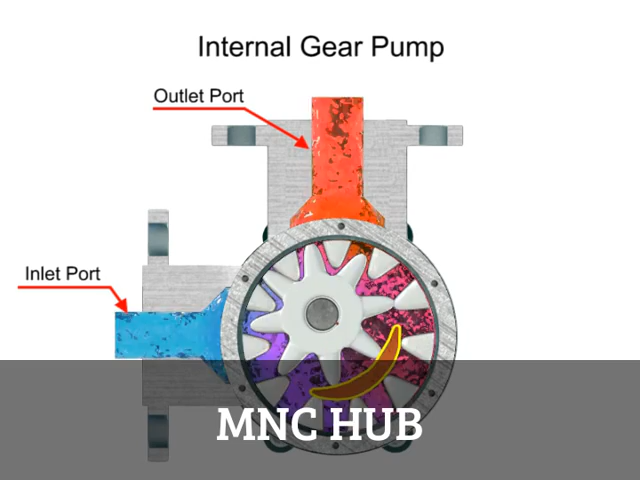 Internal Gear Pump
Outlet Port
Inlet Port
MNC HUB